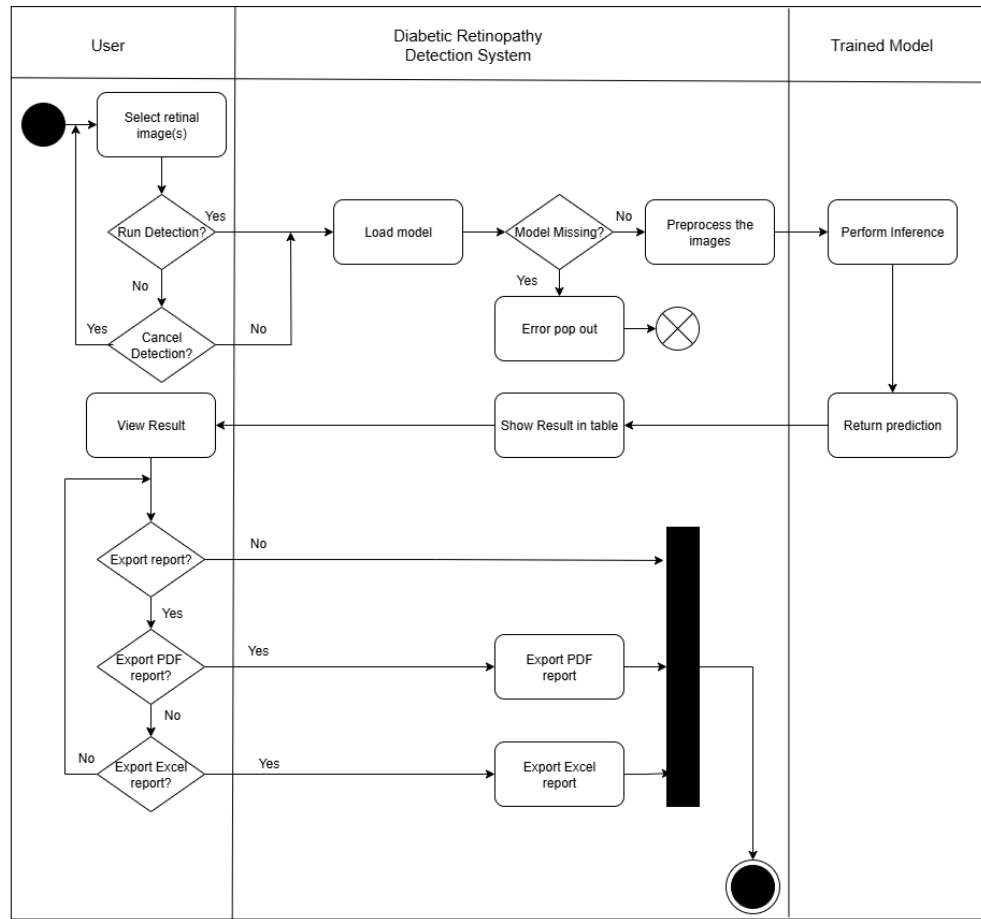 User
Diabetic Retinopathy
Detection System
Trained Model
Select retinal
image(s)
Run Detection?
Yes
Load model
Model Missing?
No
Preprocess the
images
Perform Inference
No
Yes
Yes
Cancel
Detection?
No
Error pop out
View Result
Show Result in table
Return prediction
Export report?
No
Yes
Export PDF
report?
Yes
Export PDF
report
No
No
Export Excel
report?
Yes
Export Excel
report